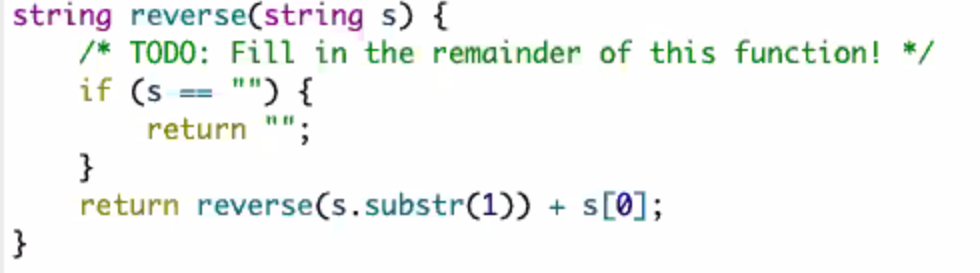 string reverse(string s) {
    /* TODO: Fill in the remainder of this function! */
    if (s == "") {
        return "";
    }
    return reverse(s.substr(1)) + s[0];
}